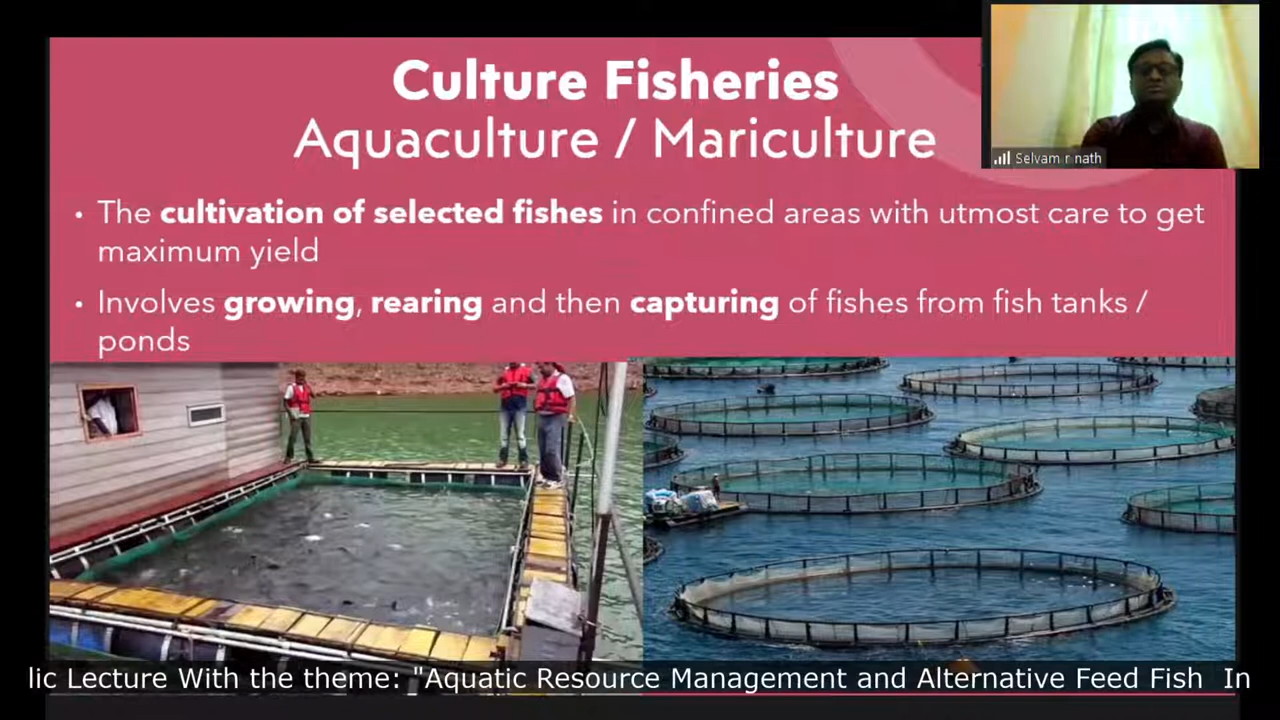 Culture Fisheries
Aquaculture / Mariculture
Selvam r nath
• The cultivation of selected fishes in confined areas with utmost care to get
maximum yield
• Involves growing, rearing and then capturing of fishes from fish tanks /
ponds
lic Lecture With the theme: "Aquatic Resource Management and Alternative Feed Fish In